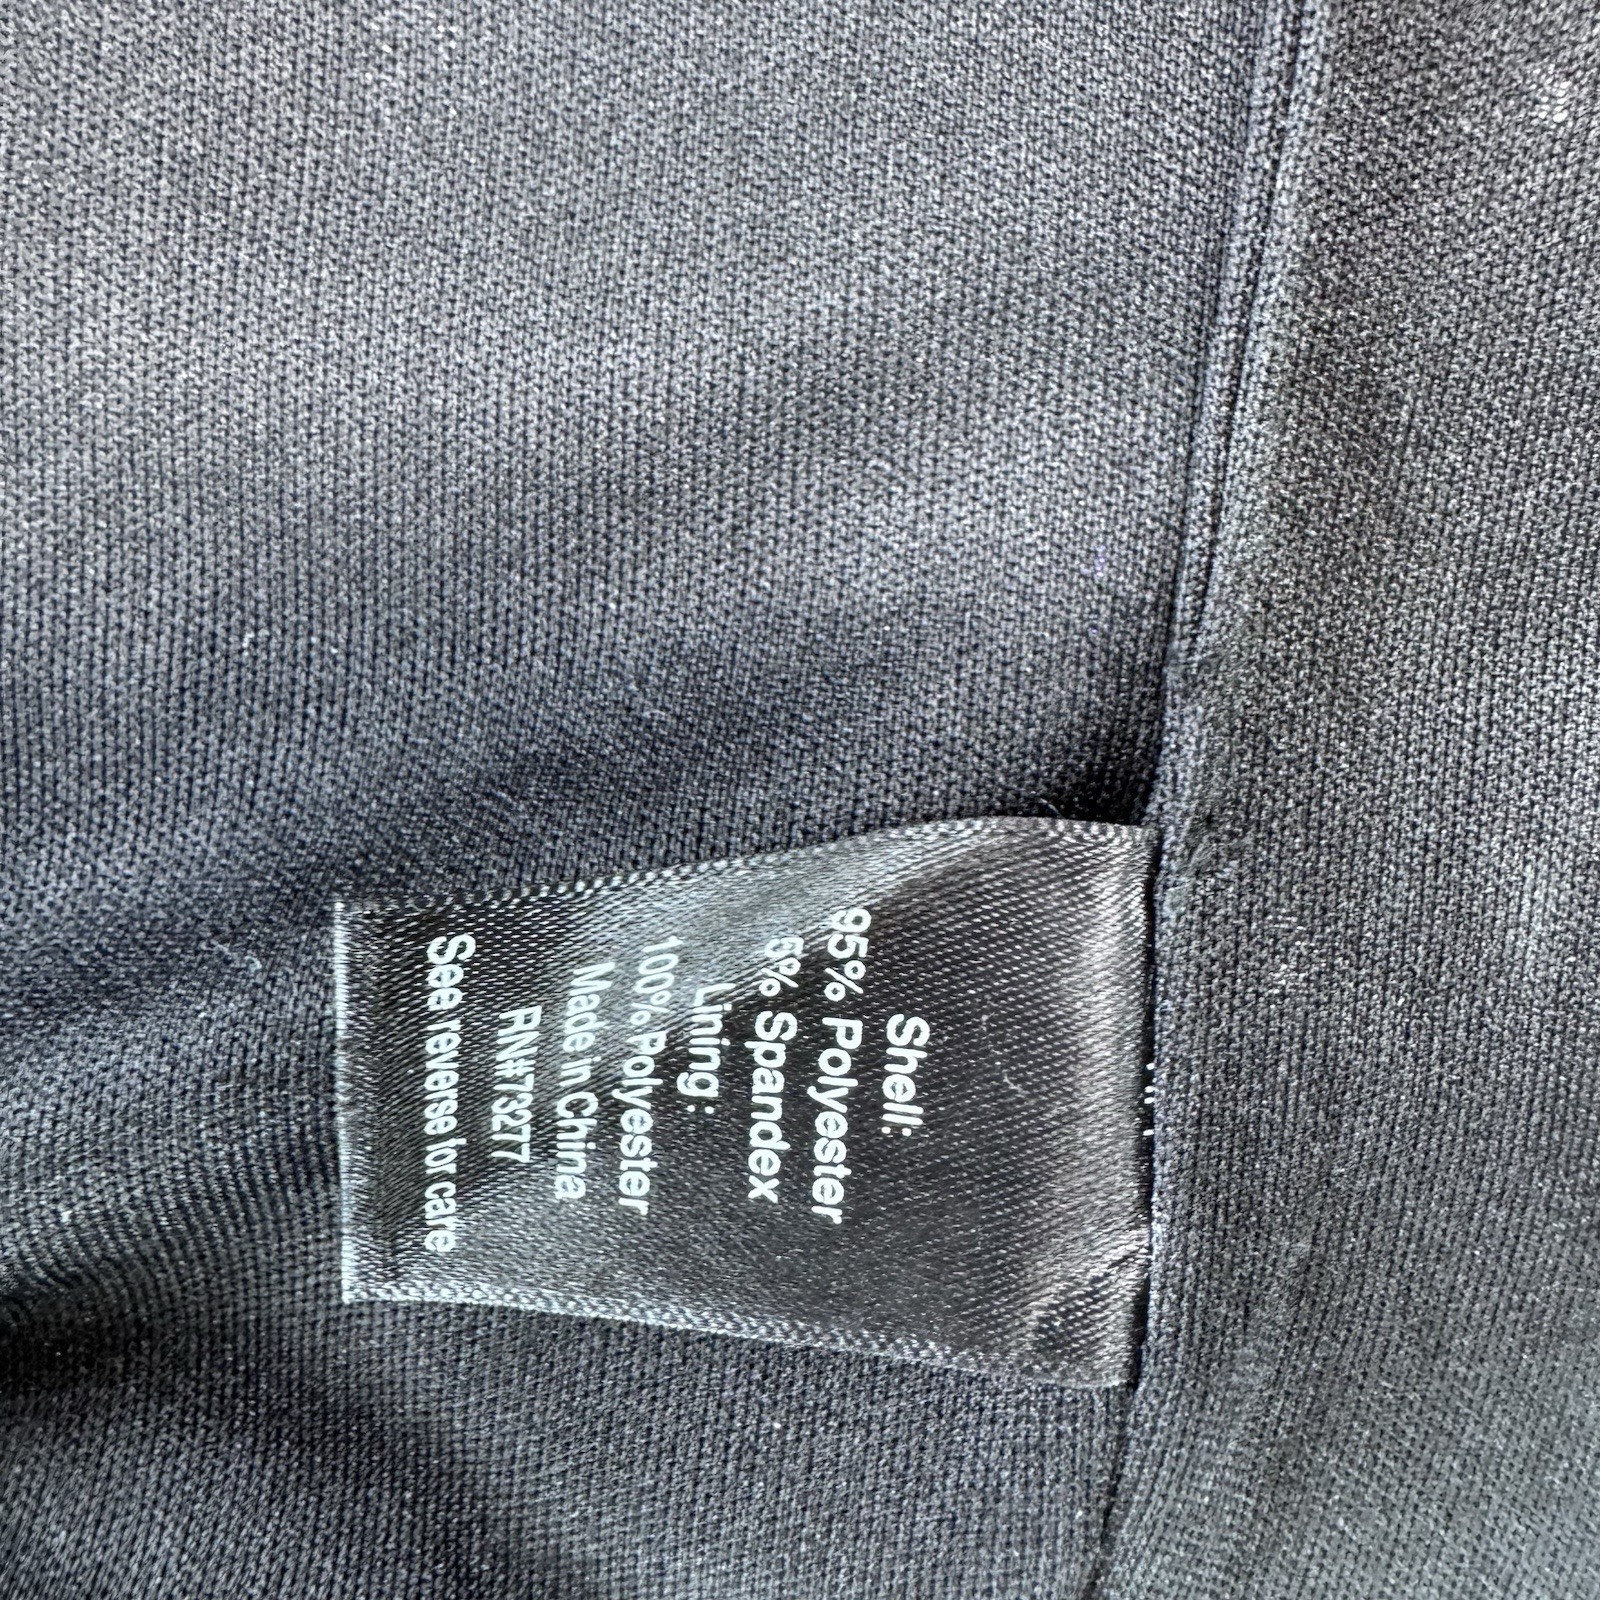 Shell:
95% Polyester
5% Spandex
Lining:
100% Polyester
Made in China
RN#73277
See reverse for care